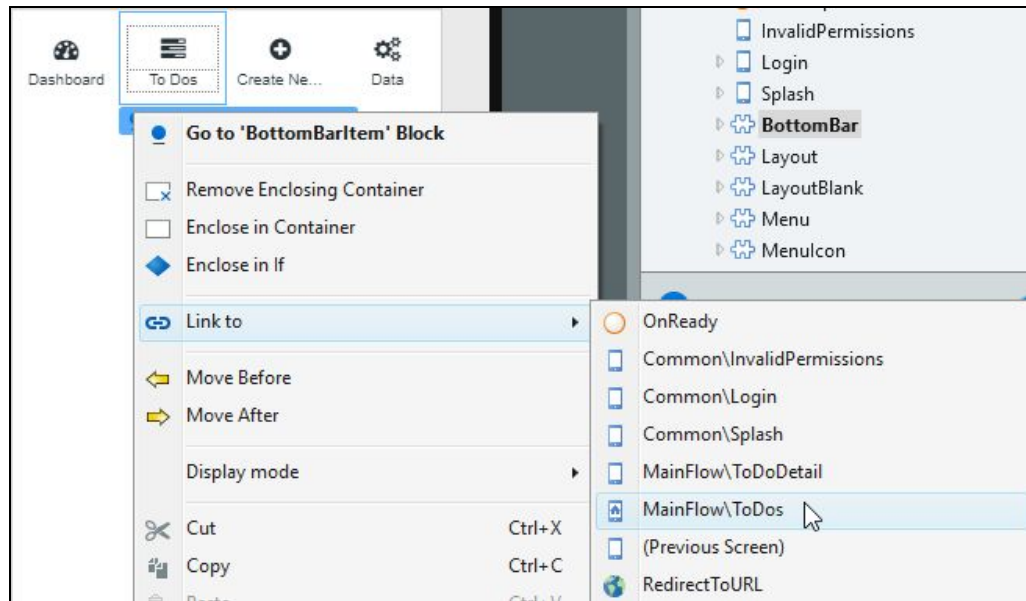 Dashboard
To Dos
Create Ne...
Data
InvalidPermissions
Login
Splash
BottomBar
Layout
LayoutBlank
Menu
MenuIcon
Go to 'BottomBarItem' Block
Remove Enclosing Container
Enclose in Container
Enclose in If
Link to
Move Before
Move After
Display mode
Cut Ctrl+X
Copy Ctrl+C
OnReady
Common\InvalidPermissions
Common\Login
Common\Splash
MainFlow\ToDoDetail
MainFlow\ToDos
(Previous Screen)
RedirectToURL